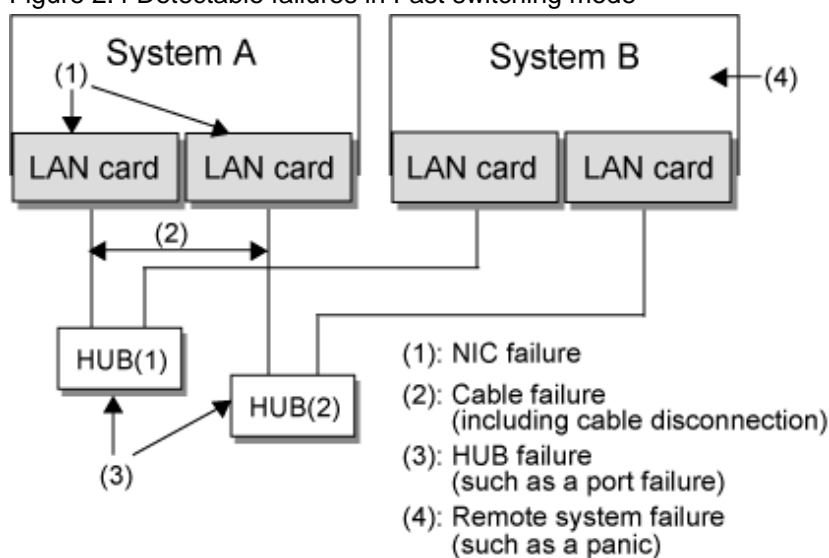 Figure 2.4 Detectable failures in Fast switching mode
System A
System B
(1)
(4)
LAN card
LAN card
LAN card
LAN card
(2)
HUB(1)
HUB(2)
(3)
(1): NIC failure
(2): Cable failure
(including cable disconnection)
(3): HUB failure
(such as a port failure)
(4): Remote system failure
(such as a panic)